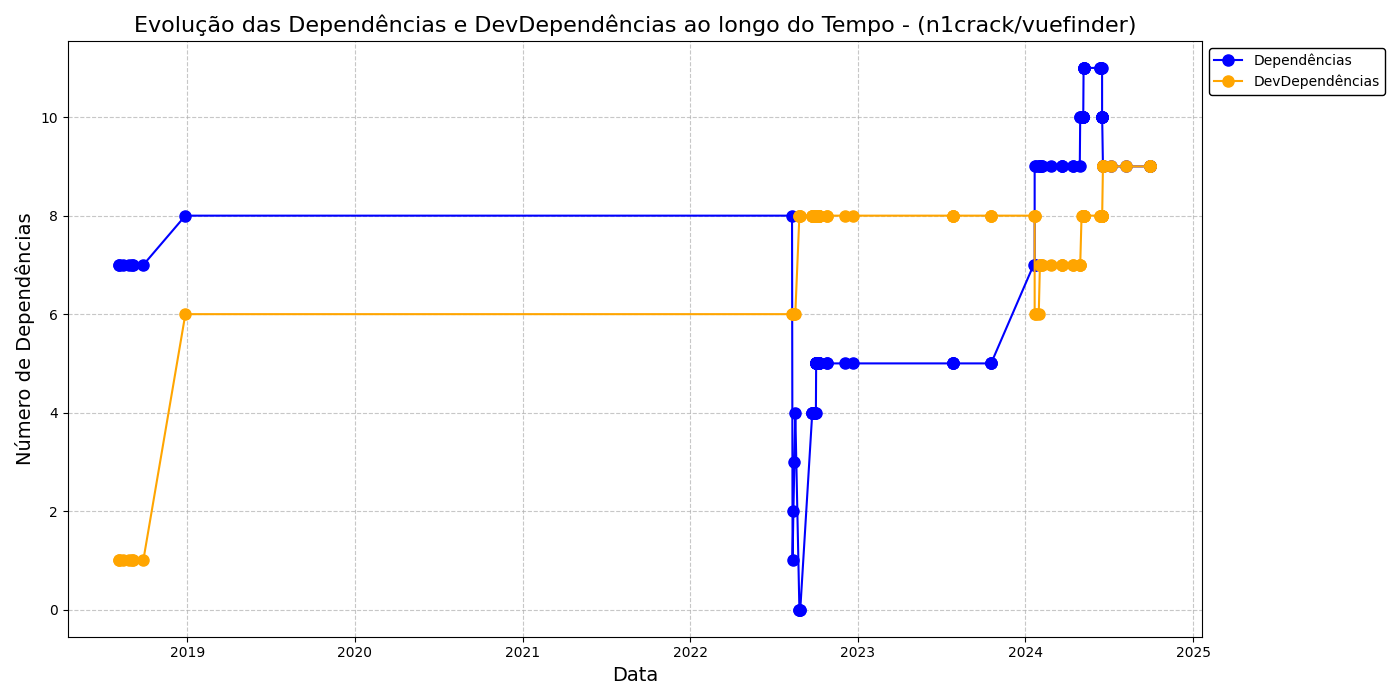 Evolução das Dependências e DevDependências ao longo do Tempo - (n1crack/vuefinder)
Dependências
DevDependências
Número de Dependências
10
8
6
4
2
0
2019 2020 2021 2022 2023 2024 2025
Data